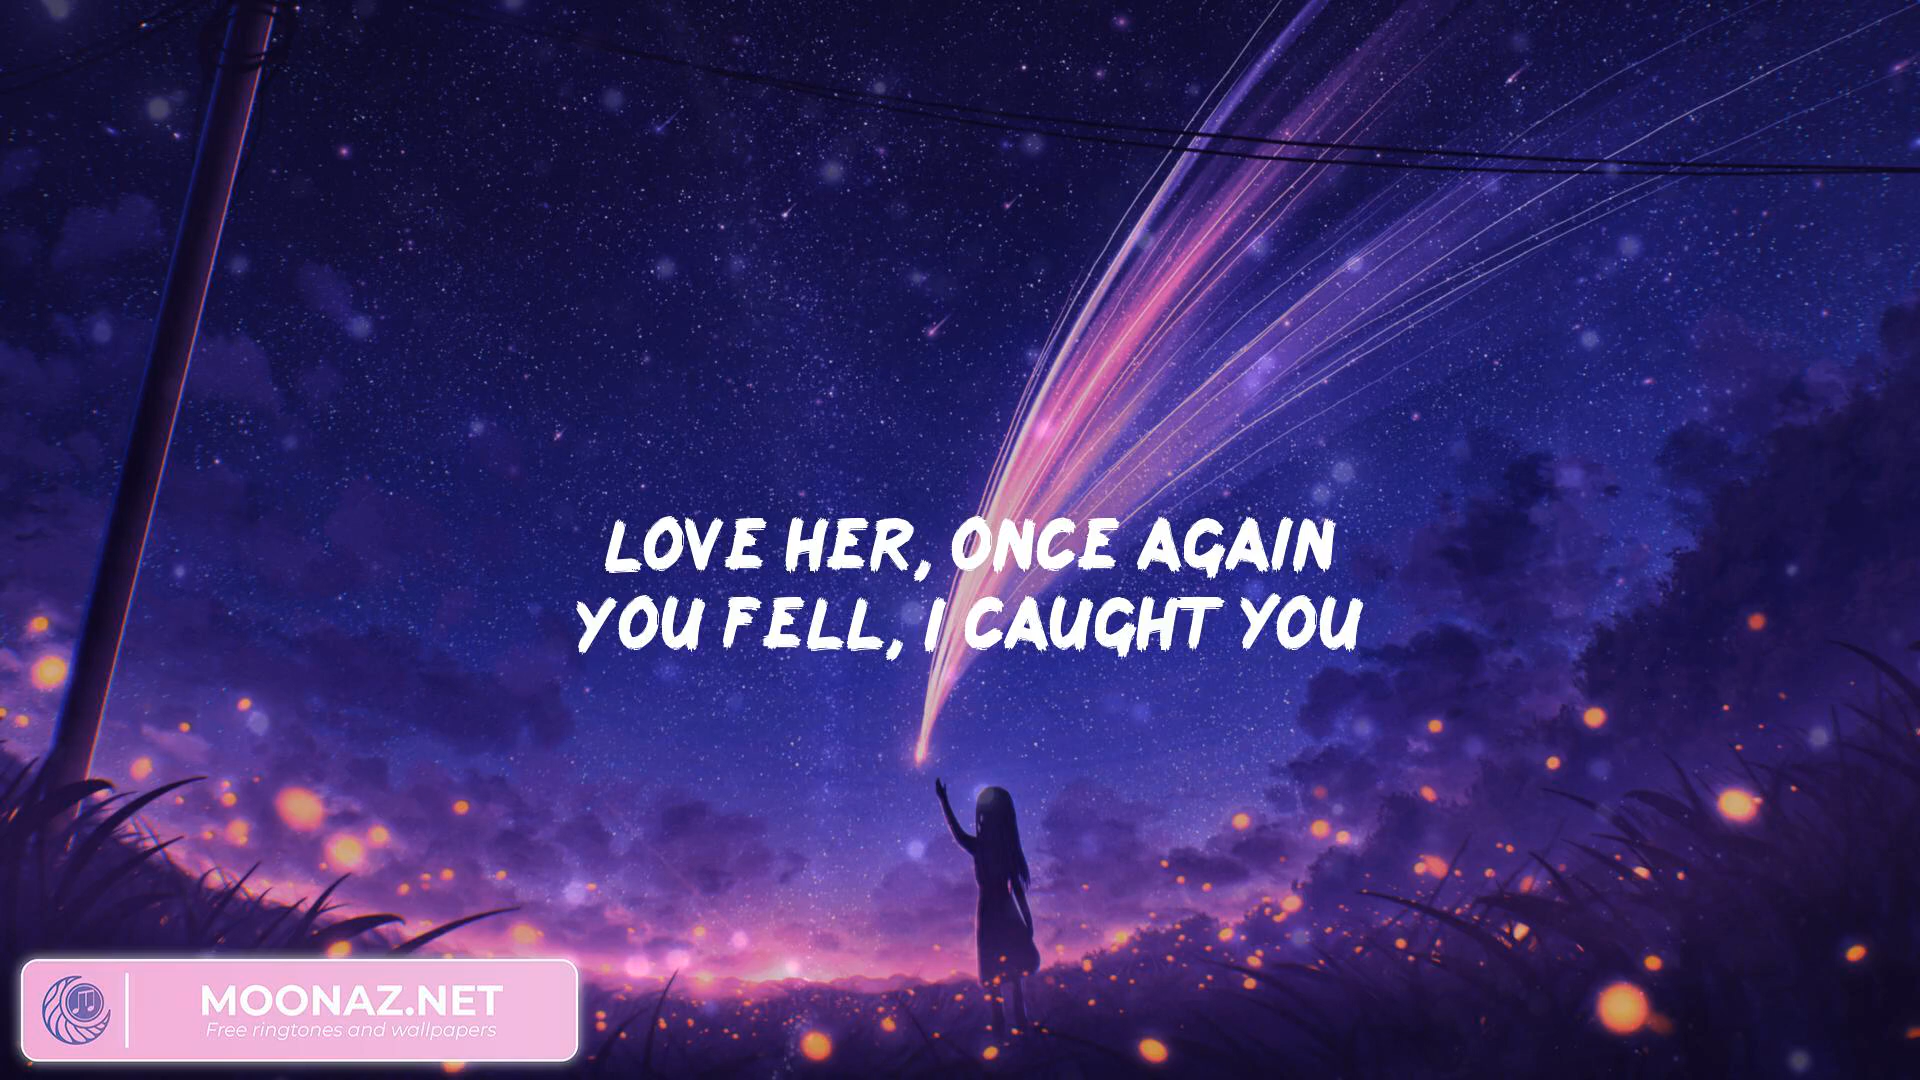 LOVE HER, ONCE AGAIN
YOU FELL, I CAUGHT YOU
MOONAZ.NET
Free ringtones and wallpapers